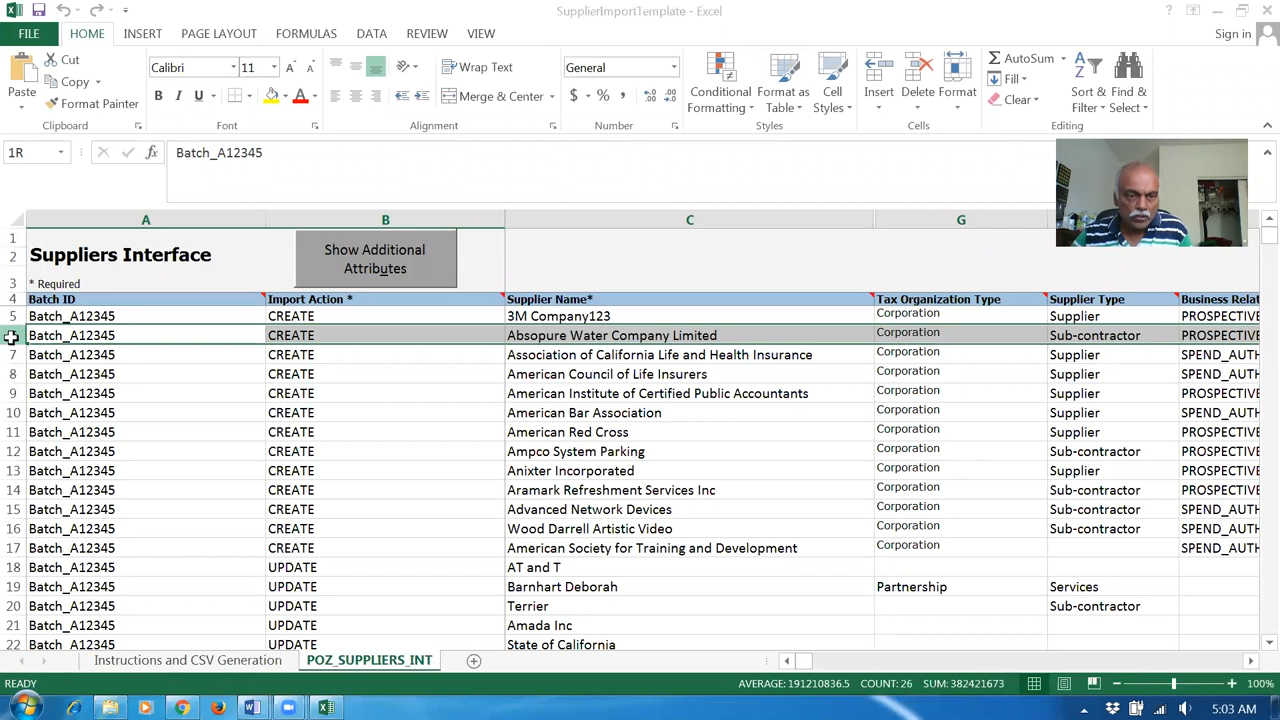 SupplierImportTemplate - Excel
FILE HOME INSERT PAGE LAYOUT FORMULAS DATA REVIEW VIEW Sign in
Paste Cut Copy Format Painter Clipboard
Calibri 11 B I U A Font
Wrap Text Merge & Center Alignment
General $ % , Number
Conditional Formatting Format as Table Cell Styles Styles
Insert Delete Format Cells
AutoSum Fill Clear Sort & Filter Find & Select Editing
1R fx Batch_A12345
A B C G
1
2 Suppliers Interface Show Additional Attributes
3 * Required
4 Batch ID Import Action * Supplier Name* Tax Organization Type Supplier Type Business Relat
5 Batch_A12345 CREATE 3M Company123 Corporation Supplier PROSPECTIVE
Batch_A12345 CREATE Absopure Water Company Limited Corporation Sub-contractor PROSPECTIVE
7 Batch_A12345 CREATE Association of California Life and Health Insurance Corporation Supplier SPEND_AUTH
8 Batch_A12345 CREATE American Council of Life Insurers Corporation Supplier SPEND_AUTH
9 Batch_A12345 CREATE American Institute of Certified Public Accountants Corporation Supplier PROSPECTIVE
10 Batch_A12345 CREATE American Bar Association Corporation Supplier SPEND_AUTH
11 Batch_A12345 CREATE American Red Cross Corporation Supplier PROSPECTIVE
12 Batch_A12345 CREATE Ampco System Parking Corporation Sub-contractor PROSPECTIVE
13 Batch_A12345 CREATE Anixter Incorporated Corporation Supplier PROSPECTIVE
14 Batch_A12345 CREATE Aramark Refreshment Services Inc Corporation Sub-contractor PROSPECTIVE
15 Batch_A12345 CREATE Advanced Network Devices Corporation Sub-contractor SPEND_AUTH
16 Batch_A12345 CREATE Wood Darrell Artistic Video Corporation Sub-contractor SPEND_AUTH
17 Batch_A12345 CREATE American Society for Training and Development Corporation SPEND_AUTH
18 Batch_A12345 UPDATE AT and T
19 Batch_A12345 UPDATE Barnhart Deborah Partnership Services
20 Batch_A12345 UPDATE Terrier Sub-contractor
21 Batch_A12345 UPDATE Amada Inc
22 Batch_A12345 UPDATE State of California
Instructions and CSV Generation POZ_SUPPLIERS_INT
READY AVERAGE: 191210836.5 COUNT: 26 SUM: 382421673 100%
5:03 AM